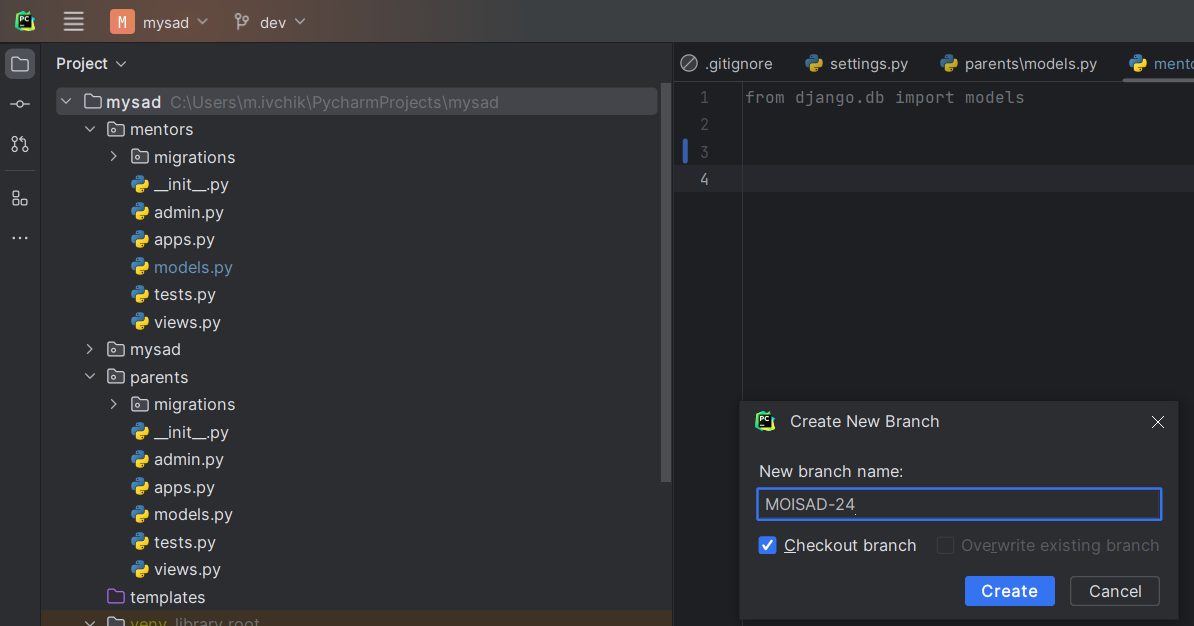 M mysad dev
Project
.gitignore settings.py parents\models.py mento
mysad C:\Users\m.ivchik\PycharmProjects\mysad
mentors
migrations
__init__.py
admin.py
apps.py
models.py
tests.py
views.py
mysad
parents
migrations
__init__.py
admin.py
apps.py
models.py
tests.py
views.py
templates
venv library root
1 from django.db import models
2
3
4
PC Create New Branch
New branch name:
MOISAD-24
Checkout branch Overwrite existing branch
Create Cancel